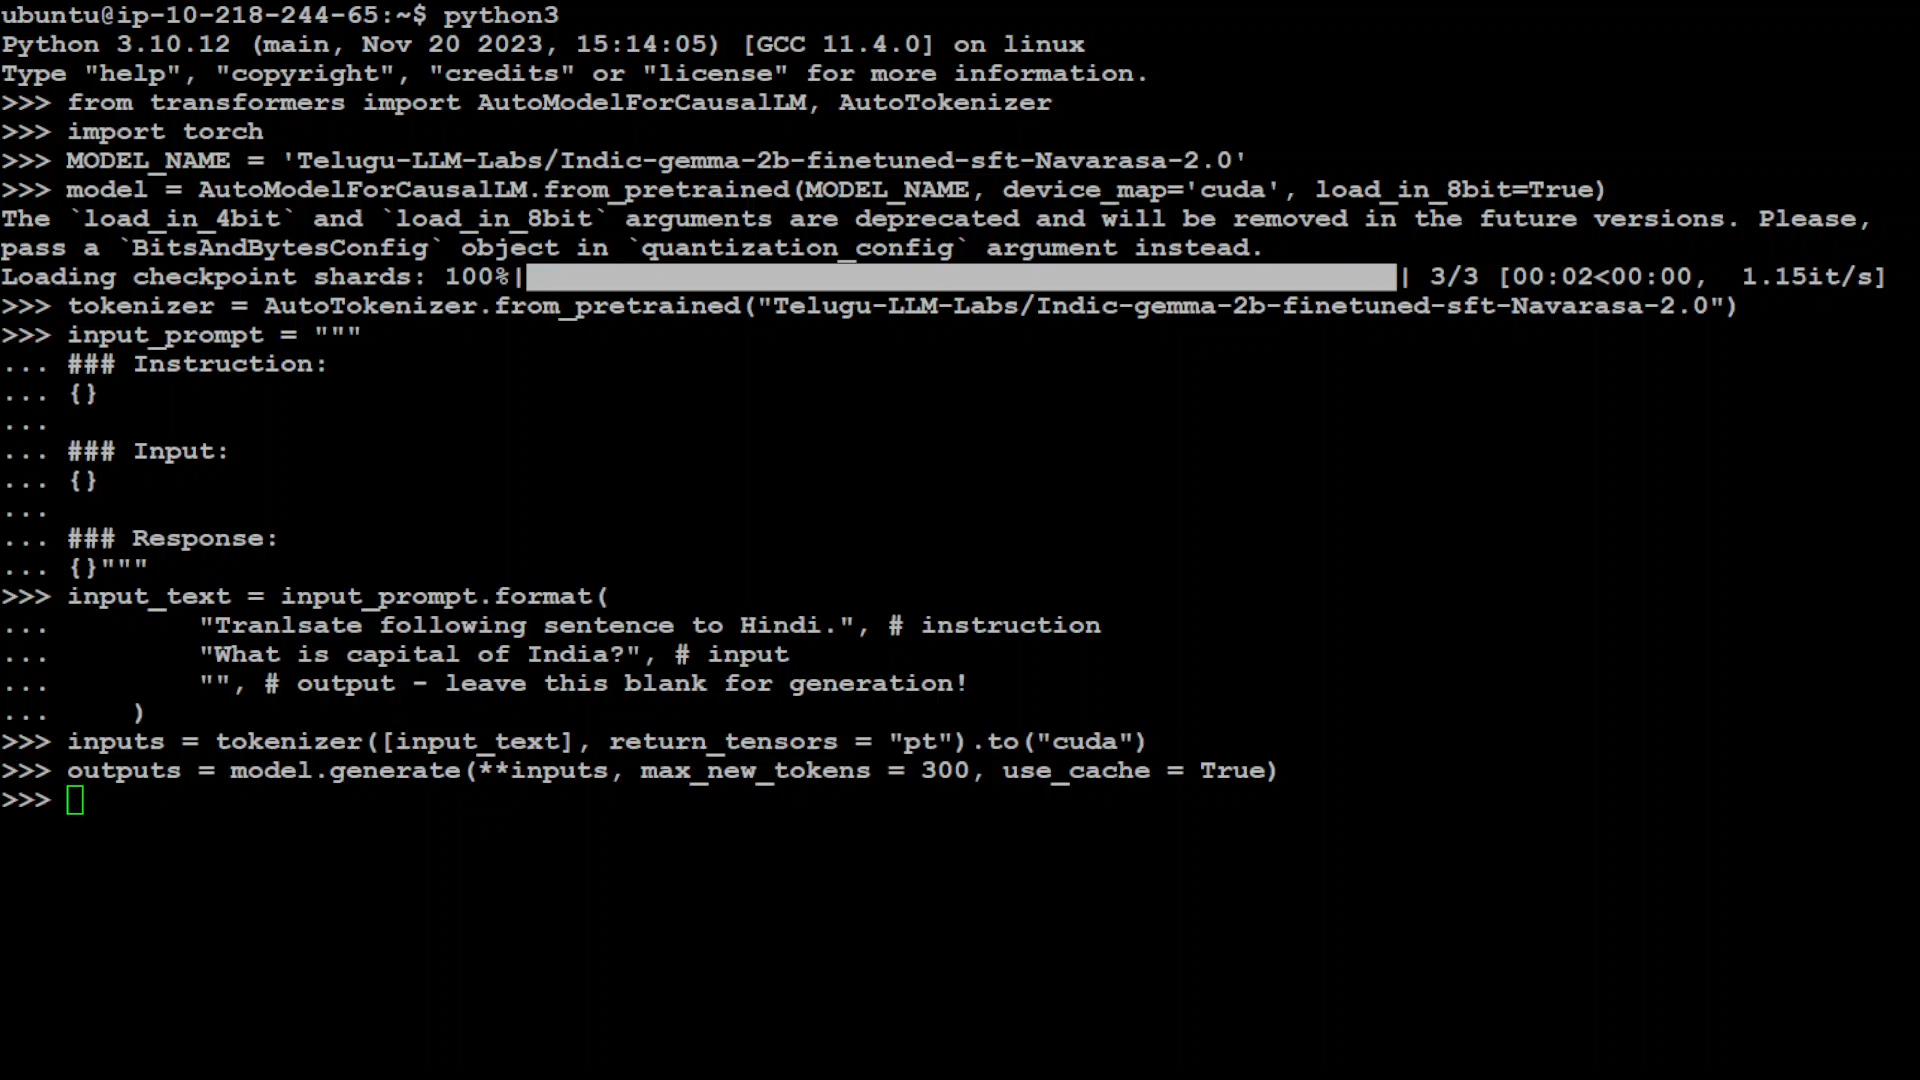 ubuntu@ip-10-218-244-65:~$ python3
Python 3.10.12 (main, Nov 20 2023, 15:14:05) [GCC 11.4.0] on linux
Type "help", "copyright", "credits" or "license" for more information.
>>> from transformers import AutoModelForCausalLM, AutoTokenizer
>>> import torch
>>> MODEL_NAME = 'Telugu-LLM-Labs/Indic-gemma-2b-finetuned-sft-Navarasa-2.0'
>>> model = AutoModelForCausalLM.from_pretrained(MODEL_NAME, device_map='cuda', load_in_8bit=True)
The `load_in_4bit` and `load_in_8bit` arguments are deprecated and will be removed in the future versions. Please,
pass a `BitsAndBytesConfig` object in `quantization_config` argument instead.
Loading checkpoint shards: 100%|| 3/3 [00:02<00:00,  1.15it/s]
>>> tokenizer = AutoTokenizer.from_pretrained("Telugu-LLM-Labs/Indic-gemma-2b-finetuned-sft-Navarasa-2.0")
>>> input_prompt = """
... ### Instruction:
... {}
...
... ### Input:
... {}
...
... ### Response:
... {}"""
>>> input_text = input_prompt.format(
...         "Tranlsate following sentence to Hindi.", # instruction
...         "What is capital of India?", # input
...         "", # output - leave this blank for generation!
...     )
>>> inputs = tokenizer([input_text], return_tensors = "pt").to("cuda")
>>> outputs = model.generate(**inputs, max_new_tokens = 300, use_cache = True)
>>>